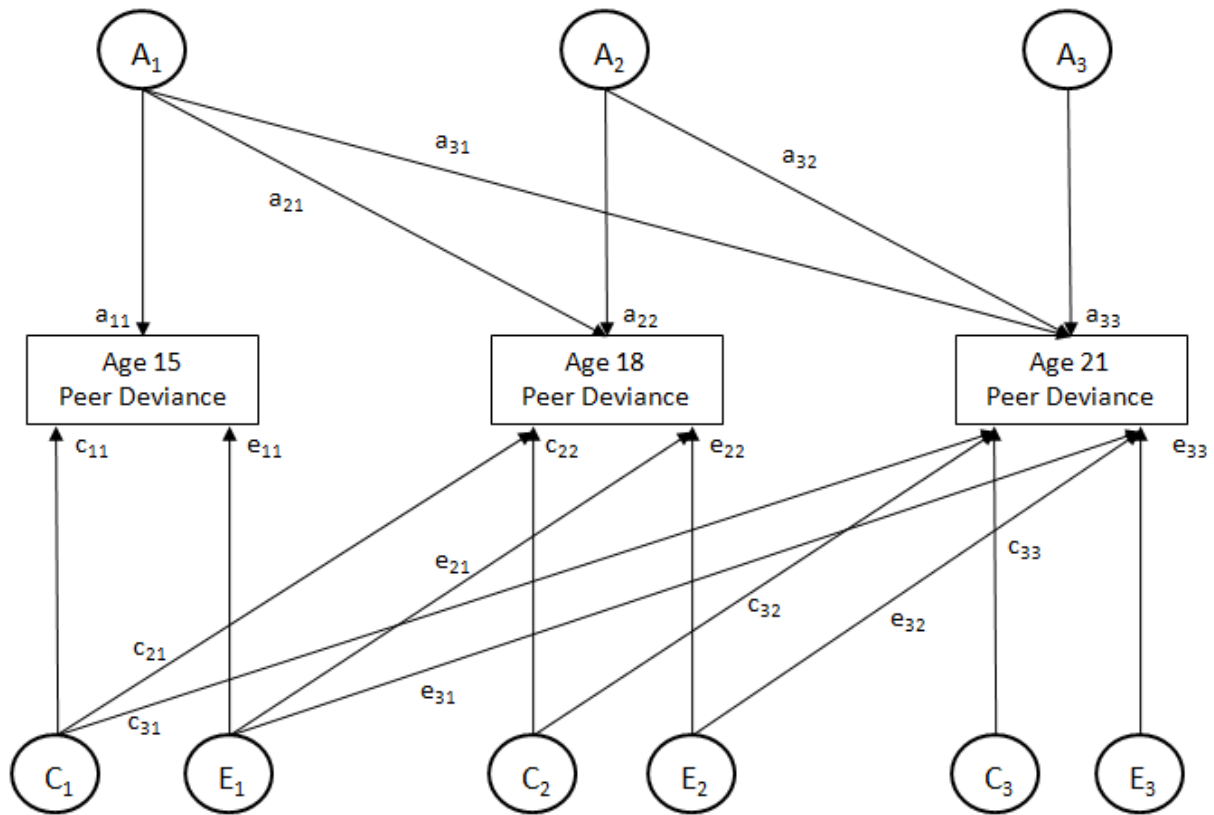 A₁ A₂ A₃
a₃₁ a₃₂
a₂₁
a₁₁ a₂₂ a₃₃
Age 15 Age 18 Age 21
Peer Deviance Peer Deviance Peer Deviance
c₁₁ e₁₁ c₂₂ e₂₂ e₃₃
e₂₁ c₃₃
c₃₂ e₃₂
c₂₁
e₃₁
c₃₁
C₁ E₁ C₂ E₂ C₃ E₃